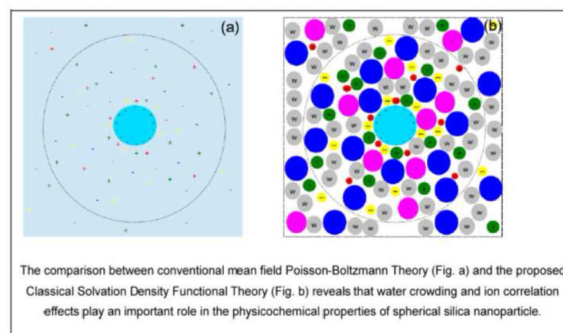 (a)
(b)
The comparison between conventional mean field Poisson-Boltzmann Theory (Fig. a) and the proposed
Classical Solvation Density Functional Theory (Fig. b) reveals that water crowding and ion correlation
effects play an important role in the physicochemical properties of spherical silica nanoparticle.